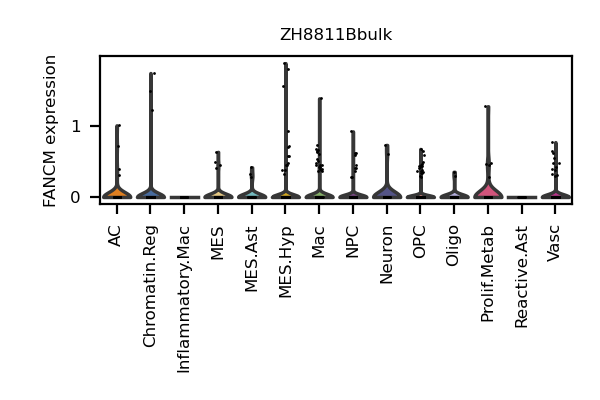 ZH8811Bbulk
FANCM expression
1
0
AC
Chromatin.Reg
Inflammatory.Mac
MES
MES.Ast
MES.Hyp
Mac
NPC
Neuron
OPC
Oligo
Prolif.Metab
Reactive.Ast
Vasc